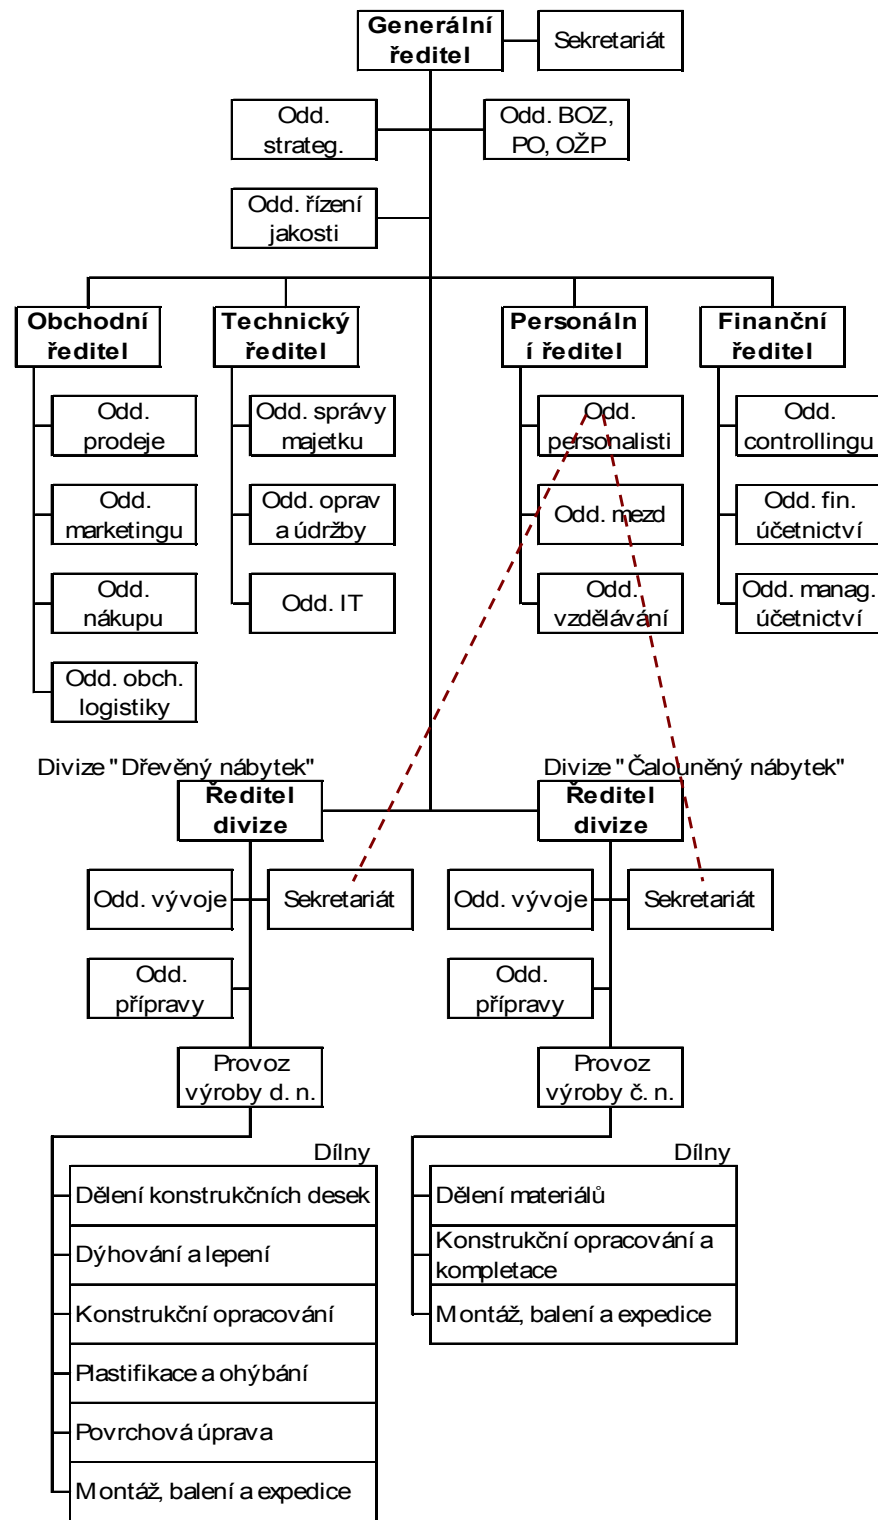 Generální
ředitel
Sekretariát
Odd.
strateg.
Odd. BOZ,
PO, OŽP
Odd. řízení
jakosti
Obchodní
ředitel
Technický
ředitel
Personáln
í ředitel
Finanční
ředitel
Odd.
prodeje
Odd. správy
majetku
Odd.
personalisti
Odd.
controllingu
Odd.
marketingu
Odd. oprav
a údržby
Odd. mezd
Odd. fin.
účetnictví
Odd.
nákupu
Odd. IT
Odd.
vzdělávání
Odd. manag.
účetnictví
Odd. obch.
logistiky
Divize "Dřevěný nábytek"
Divize "Čalouněný nábytek"
Ředitel
divize
Ředitel
divize
Odd. vývoje
Sekretariát
Odd. vývoje
Sekretariát
Odd.
přípravy
Odd.
přípravy
Provoz
výroby d. n.
Provoz
výroby č. n.
Dílny
Dělení konstrukčních desek
Dýhování a lepení
Konstrukční opracování
Plastifikace a ohýbání
Povrchová úprava
Montáž, balení a expedice
Dílny
Dělení materiálů
Konstrukční opracování a
kompletace
Montáž, balení a expedice